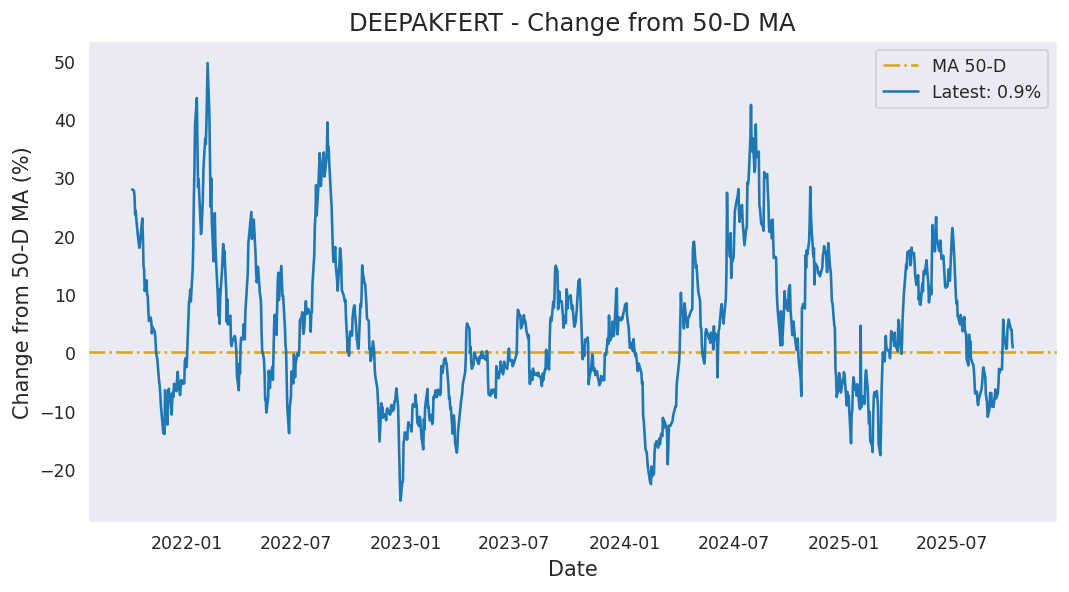 DEEPAKFERT - Change from 50-D MA
MA 50-D
Latest: 0.9%
Change from 50-D MA (%)
50
40
30
20
10
0
−10
−20
2022-01 2022-07 2023-01 2023-07 2024-01 2024-07 2025-01 2025-07
Date